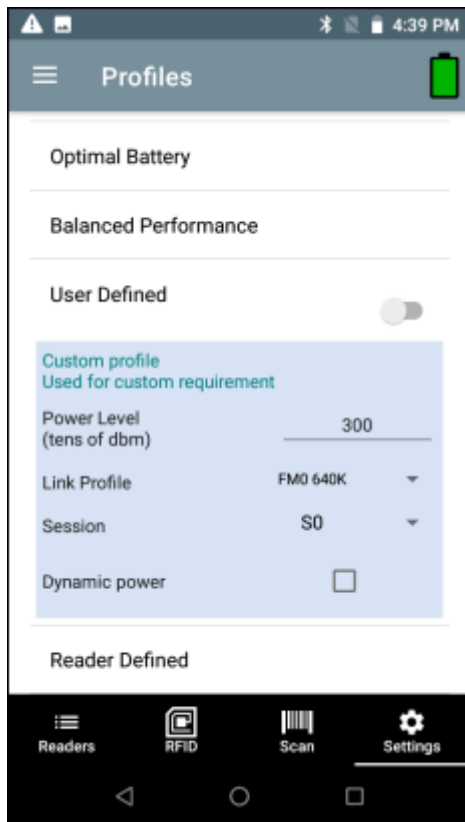 4:39 PM
Profiles
Optimal Battery
Balanced Performance
User Defined
Custom profile
Used for custom requirement
Power Level
(tens of dbm)
300
Link Profile
FM0 640K
Session
S0
Dynamic power
Reader Defined
Readers
RFID
Scan
Settings